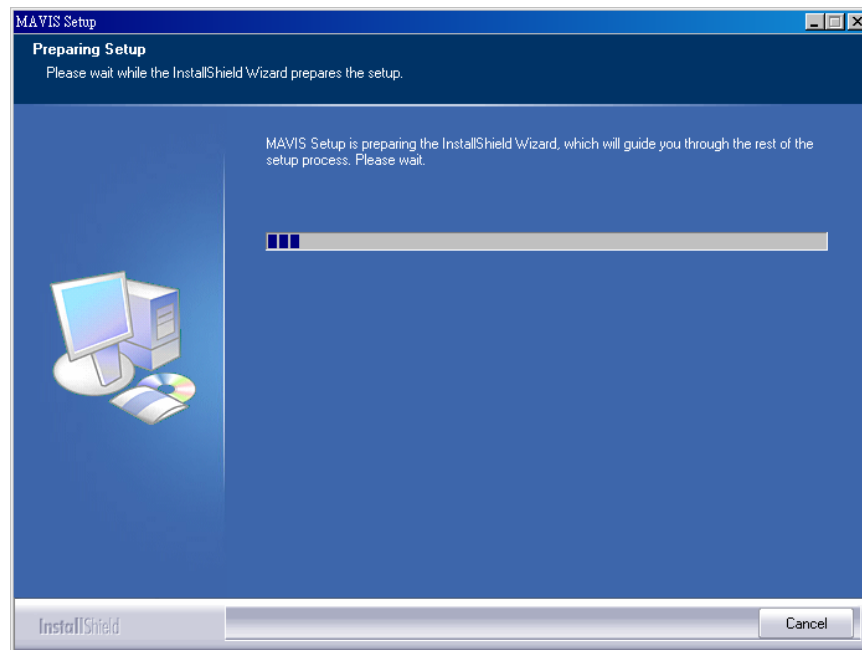 MAVIS Setup
Preparing Setup
Please wait while the InstallShield Wizard prepares the setup.
MAVIS Setup is preparing the InstallShield Wizard, which will guide you through the rest of the
setup process. Please wait.
InstallShield
Cancel